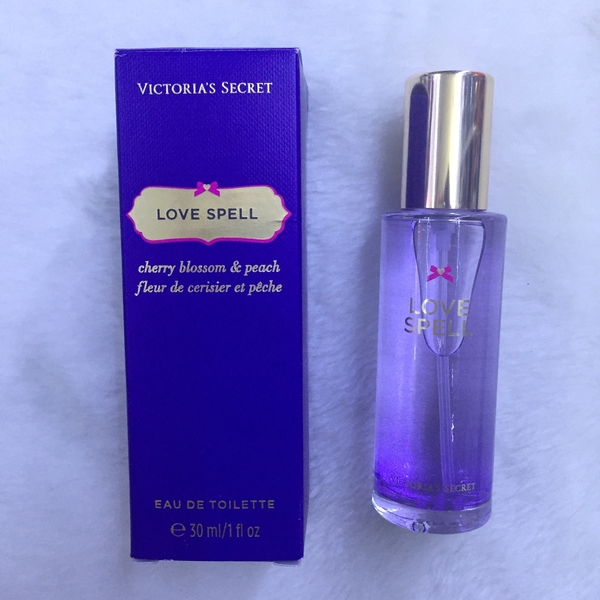 VICTORIA'S SECRET
LOVE SPELL
cherry blossom & peach
fleur de cerisier et pêche
EAU DE TOILETTE
℮ 30 ml/1 fl oz
LOVE
SPELL
SECRET